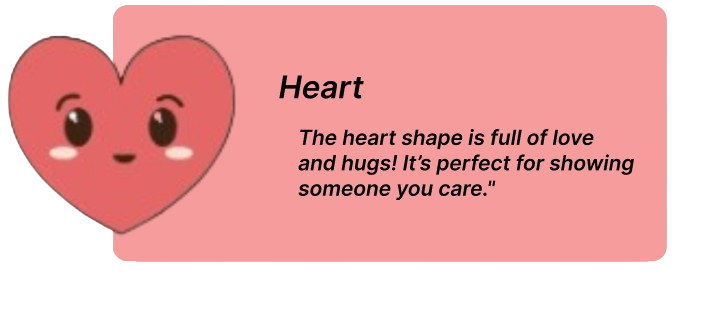 Heart
The heart shape is full of love
and hugs! It’s perfect for showing
someone you care."